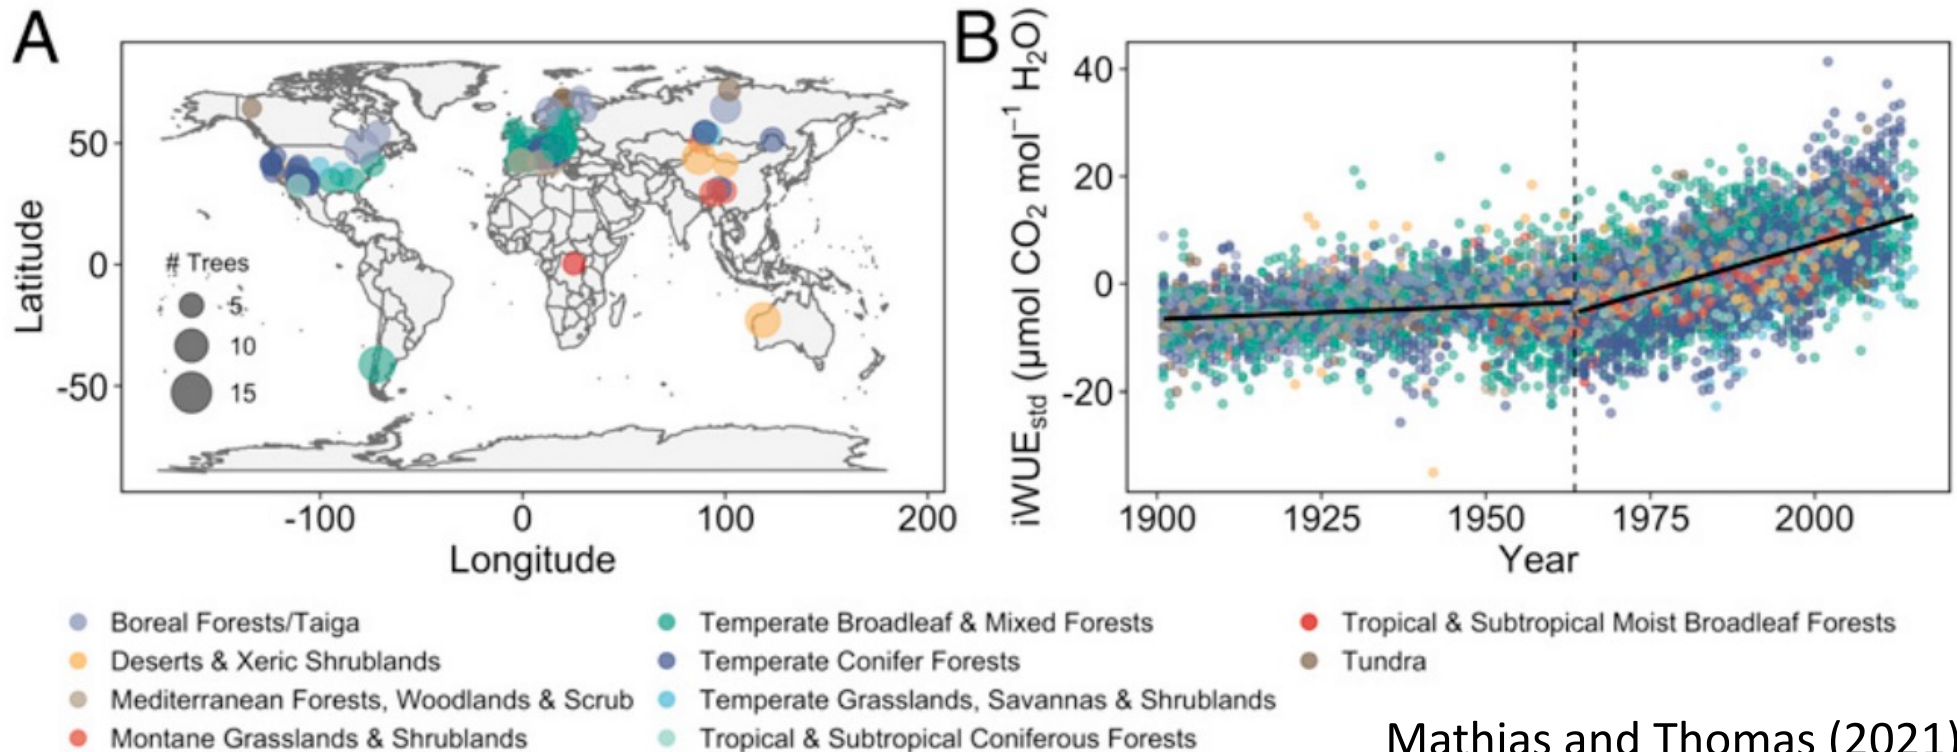 A
Latitude
50
0
-50
# Trees
5
10
15
-100
0
100
200
Longitude
B
iWUEstd (μmol CO2 mol−1 H2O)
40
20
0
-20
1900
1925
1950
1975
2000
Year
Boreal Forests/Taiga
Deserts & Xeric Shrublands
Mediterranean Forests, Woodlands & Scrub
Montane Grasslands & Shrublands
Temperate Broadleaf & Mixed Forests
Temperate Conifer Forests
Temperate Grasslands, Savannas & Shrublands
Tropical & Subtropical Coniferous Forests
Tropical & Subtropical Moist Broadleaf Forests
Tundra
Mathias and Thomas (2021)